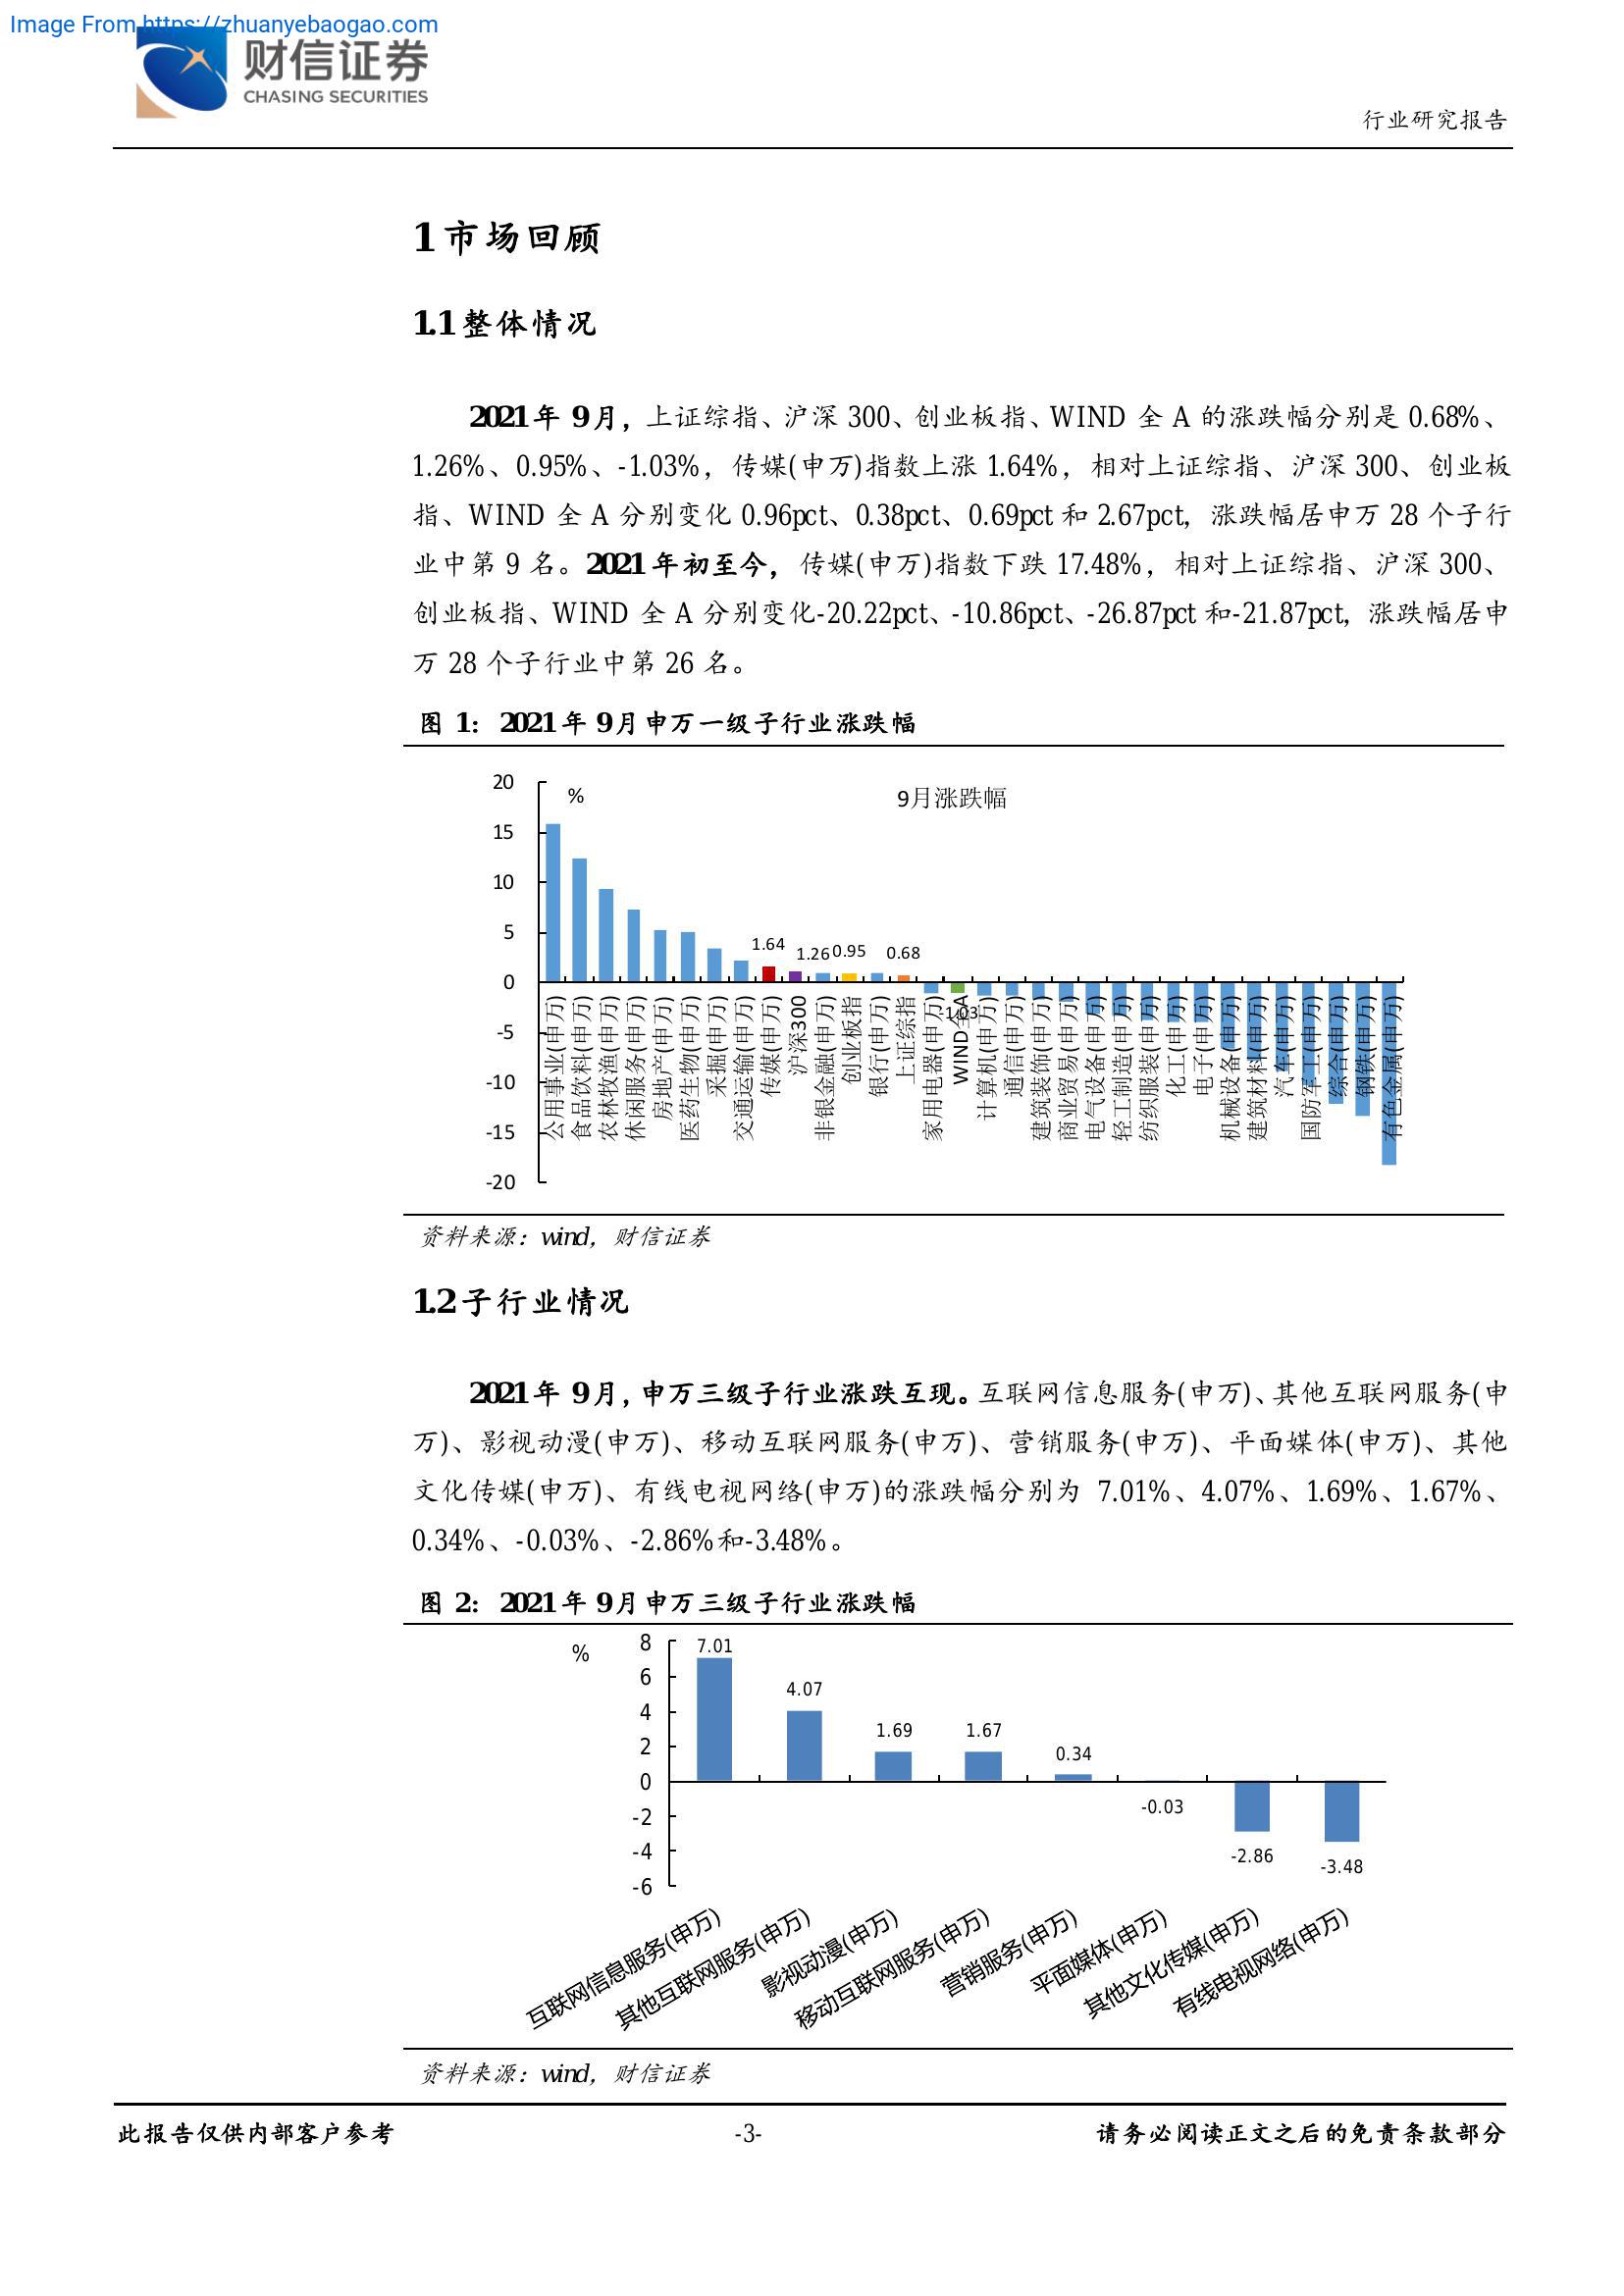 Image From https://zhuanyebaogao.com
财信证券
CHASING SECURITIES
行业研究报告
1 市场回顾
1.1 整体情况
2021 年 9 月，上证综指、沪深 300、创业板指、WIND 全 A 的涨跌幅分别是 0.68%、
1.26%、0.95%、-1.03%，传媒(申万)指数上涨 1.64%，相对上证综指、沪深 300、创业板
指、WIND 全 A 分别变化 0.96pct、0.38pct、0.69pct 和 2.67pct，涨跌幅居申万 28 个子行
业中第 9 名。2021 年初至今，传媒(申万)指数下跌 17.48%，相对上证综指、沪深 300、
创业板指、WIND 全 A 分别变化-20.22pct、-10.86pct、-26.87pct 和-21.87pct，涨跌幅居申
万 28 个子行业中第 26 名。
图 1：2021 年 9 月申万一级子行业涨跌幅
%
9月涨跌幅
20
15
10
5
0
-5
-10
-15
-20
1.64
1.26
0.95
0.68
-1.03
公用事业(申万)
食品饮料(申万)
农林牧渔(申万)
休闲服务(申万)
房地产(申万)
医药生物(申万)
采掘(申万)
交通运输(申万)
传媒(申万)
沪深300
非银金融(申万)
创业板指
银行(申万)
上证综指
家用电器(申万)
WIND全A
计算机(申万)
通信(申万)
建筑装饰(申万)
商业贸易(申万)
电气设备(申万)
轻工制造(申万)
纺织服装(申万)
化工(申万)
电子(申万)
机械设备(申万)
建筑材料(申万)
汽车(申万)
国防军工(申万)
综合(申万)
钢铁(申万)
有色金属(申万)
资料来源：wind，财信证券
1.2 子行业情况
2021 年 9 月，申万三级子行业涨跌互现。互联网信息服务(申万)、其他互联网服务(申
万)、影视动漫(申万)、移动互联网服务(申万)、营销服务(申万)、平面媒体(申万)、其他
文化传媒(申万)、有线电视网络(申万)的涨跌幅分别为 7.01%、4.07%、1.69%、1.67%、
0.34%、-0.03%、-2.86%和-3.48%。
图 2：2021 年 9 月申万三级子行业涨跌幅
%
8
6
4
2
0
-2
-4
-6
7.01
4.07
1.69
1.67
0.34
-0.03
-2.86
-3.48
互联网信息服务(申万)
其他互联网服务(申万)
影视动漫(申万)
移动互联网服务(申万)
营销服务(申万)
平面媒体(申万)
其他文化传媒(申万)
有线电视网络(申万)
资料来源：wind，财信证券
此报告仅供内部客户参考
-3-
请务必阅读正文之后的免责条款部分